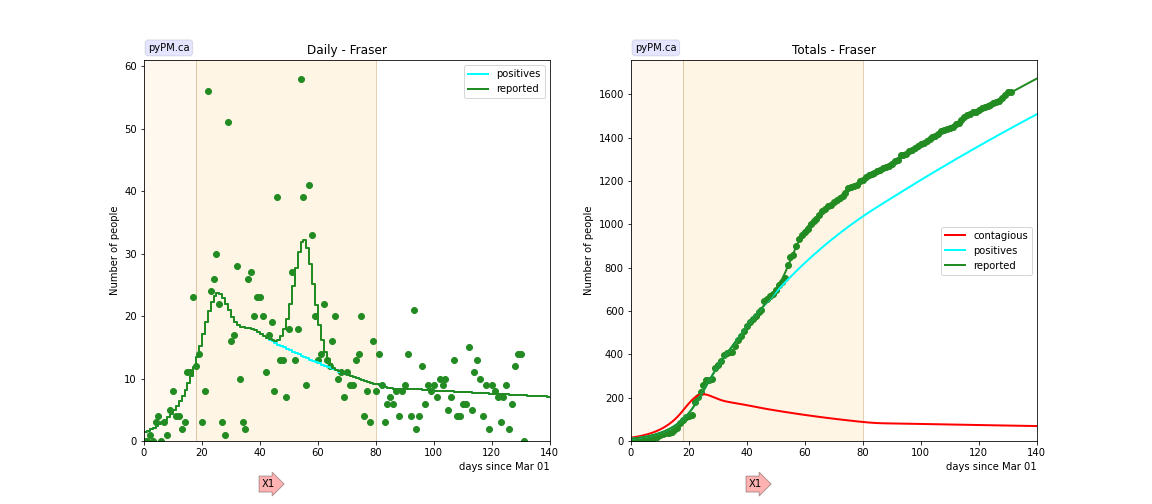 pyPM.ca
Daily - Fraser
positives
reported
Number of people
0
10
20
30
40
50
60
0 20 40 60 80 100 120 140
days since Mar 01
X1
pyPM.ca
Totals - Fraser
contagious
positives
reported
Number of people
0
200
400
600
800
1000
1200
1400
1600
0 20 40 60 80 100 120 140
days since Mar 01
X1